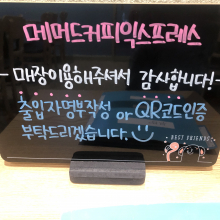 메머드커피익스프레스
- 매장이용해주셔서 감사합니다! -
출입자명부작성 or QR코드인증
부탁드리겠습니다.
BEST FRIENDS